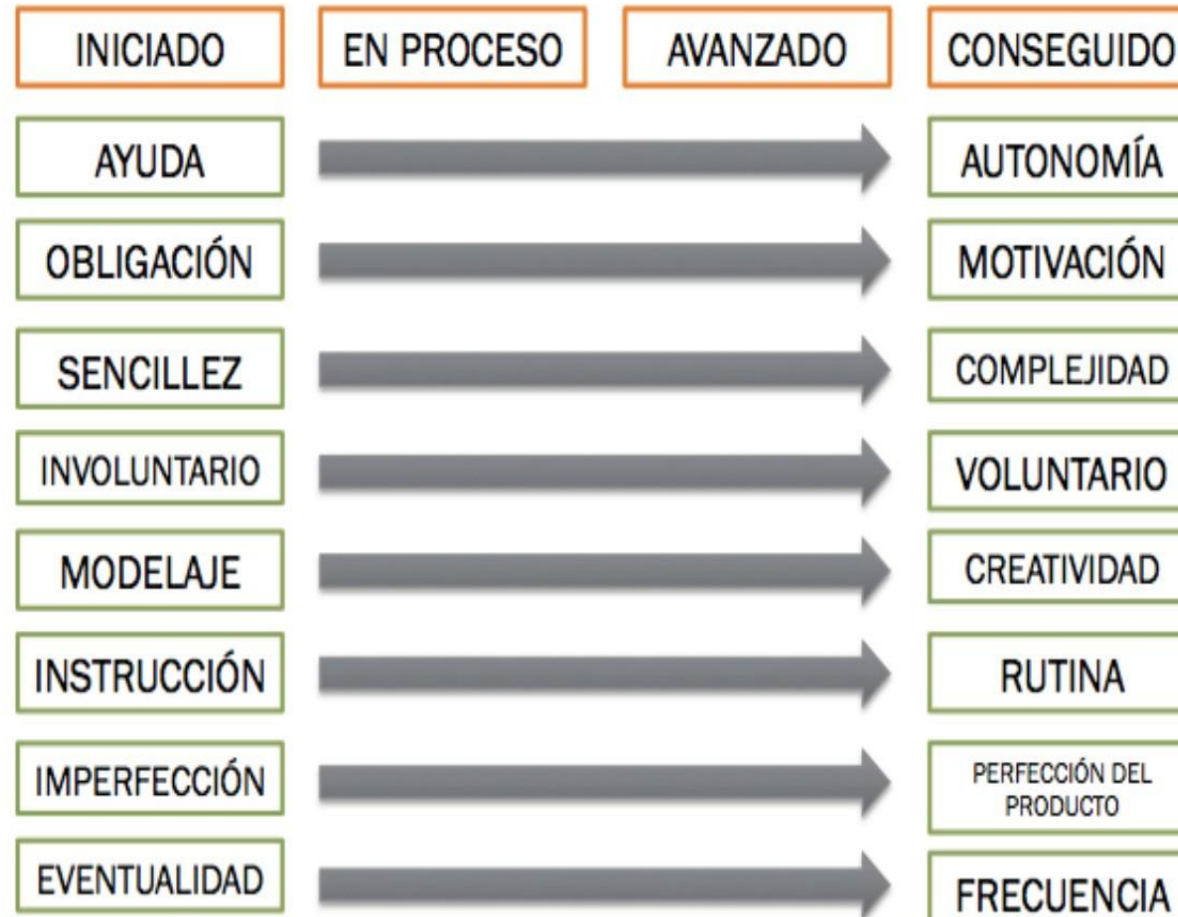 INICIADO EN PROCESO AVANZADO CONSEGUIDO
AYUDA AUTONOMÍA
OBLIGACIÓN MOTIVACIÓN
SENCILLEZ COMPLEJIDAD
INVOLUNTARIO VOLUNTARIO
MODELAJE CREATIVIDAD
INSTRUCCIÓN RUTINA
IMPERFECCIÓN PERFECCIÓN DEL
PRODUCTO
EVENTUALIDAD FRECUENCIA